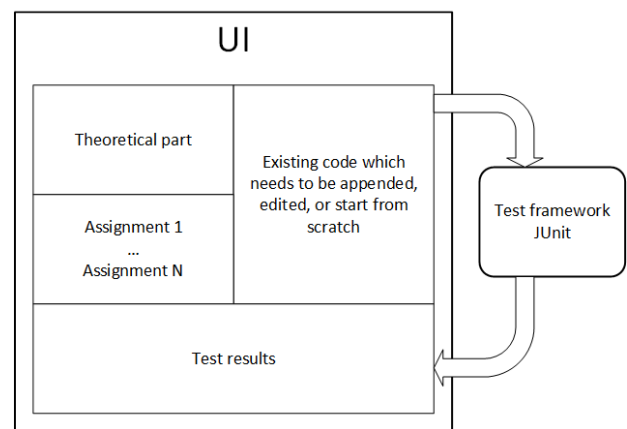 UI
Theoretical part
Existing code which
needs to be appended,
edited, or start from
scratch
Assignment 1
...
Assignment N
Test framework
JUnit
Test results